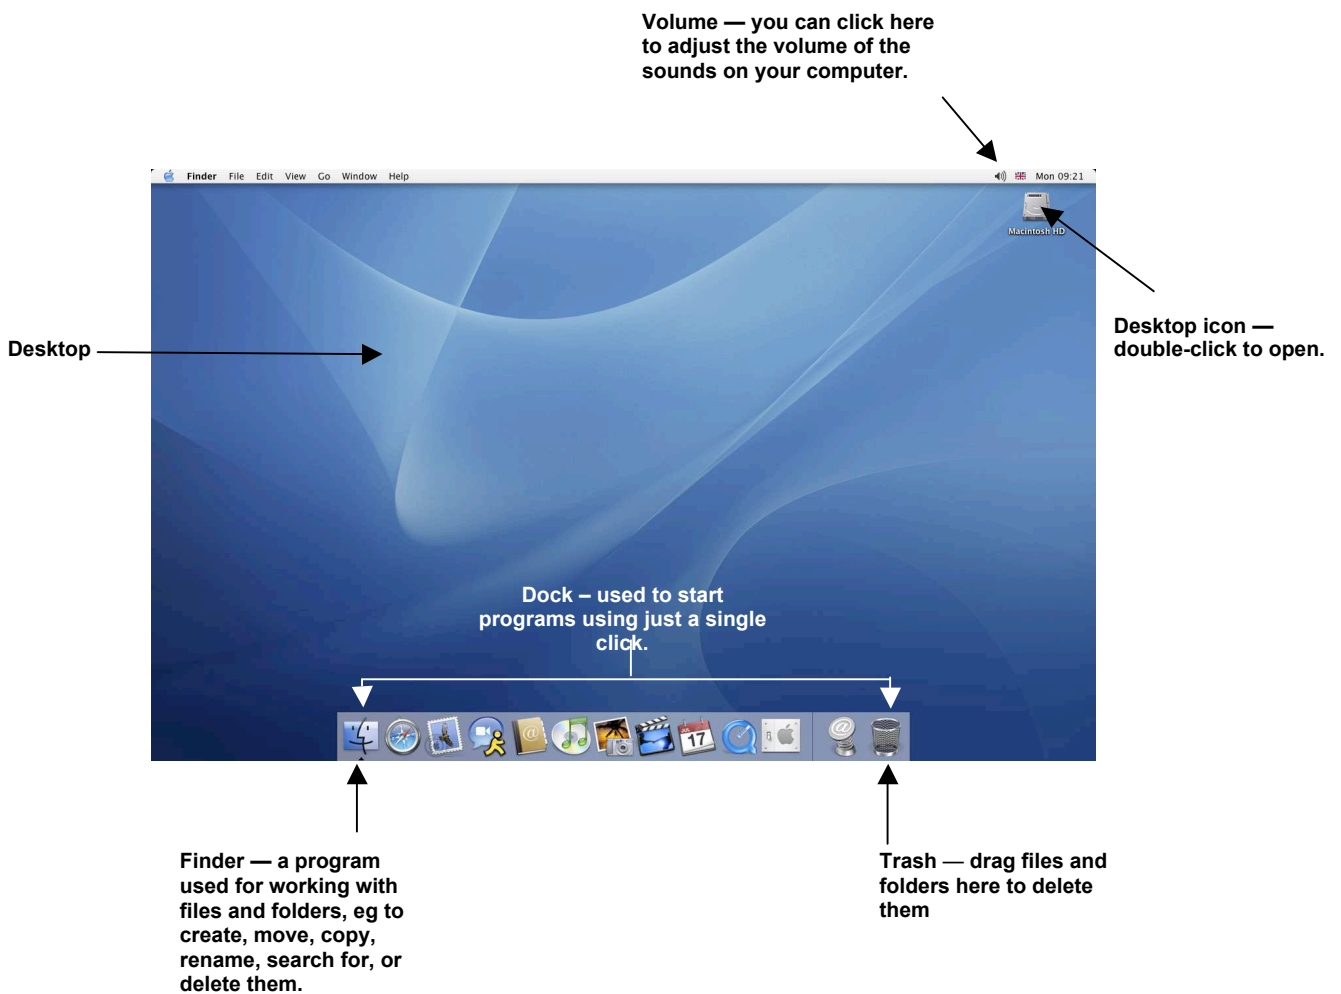 Volume — you can click here
to adjust the volume of the
sounds on your computer.
Finder File Edit View Go Window Help
Mon 09:21
Macintosh HD
Desktop
Desktop icon —
double-click to open.
Dock – used to start
programs using just a single
click.
@
17
@
Finder — a program
used for working with
files and folders, eg to
create, move, copy,
rename, search for, or
delete them.
Trash — drag files and
folders here to delete
them